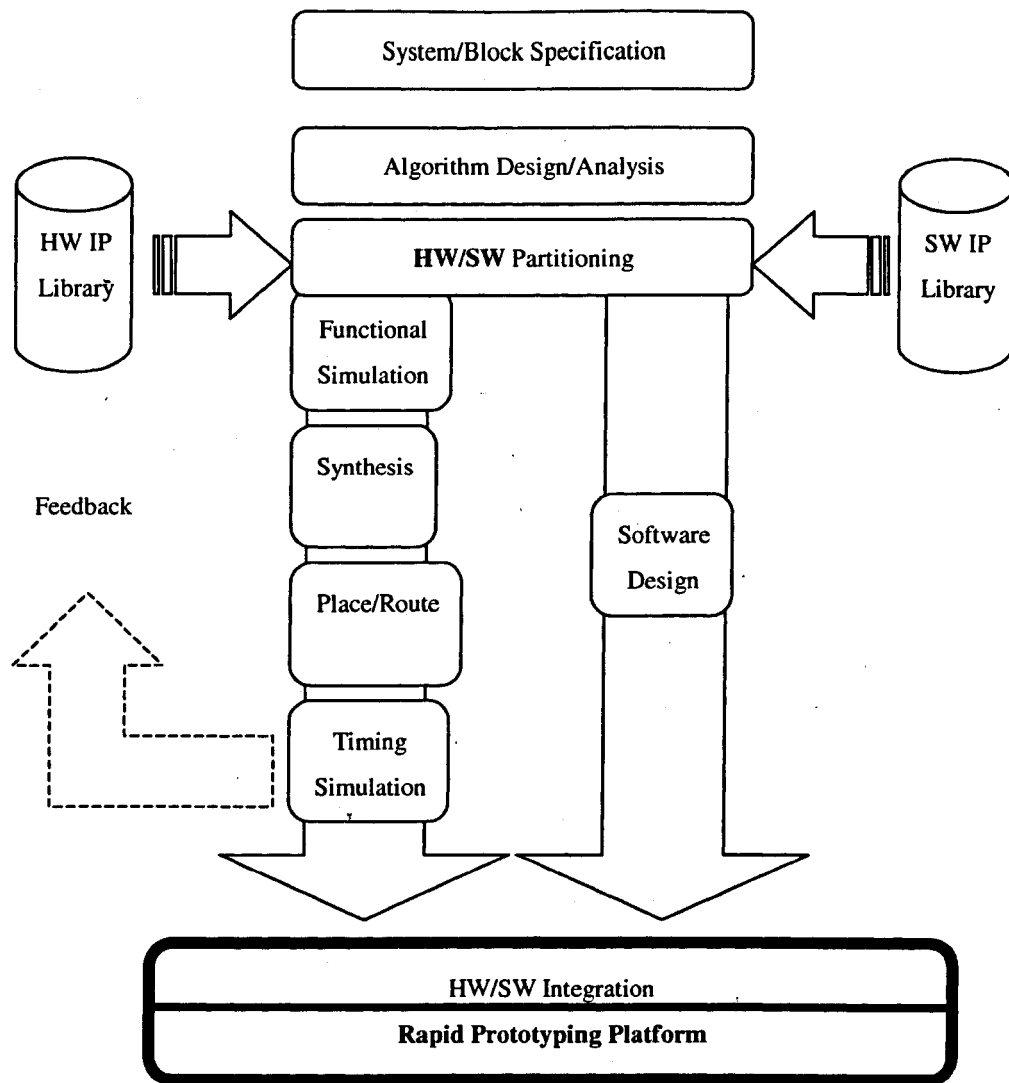 System/Block Specification
Algorithm Design/Analysis
HW IP
Library
HW/SW Partitioning
SW IP
Library
Functional
Simulation
Synthesis
Feedback
Software
Design
Place/Route
Timing
Simulation
HW/SW Integration
Rapid Prototyping Platform